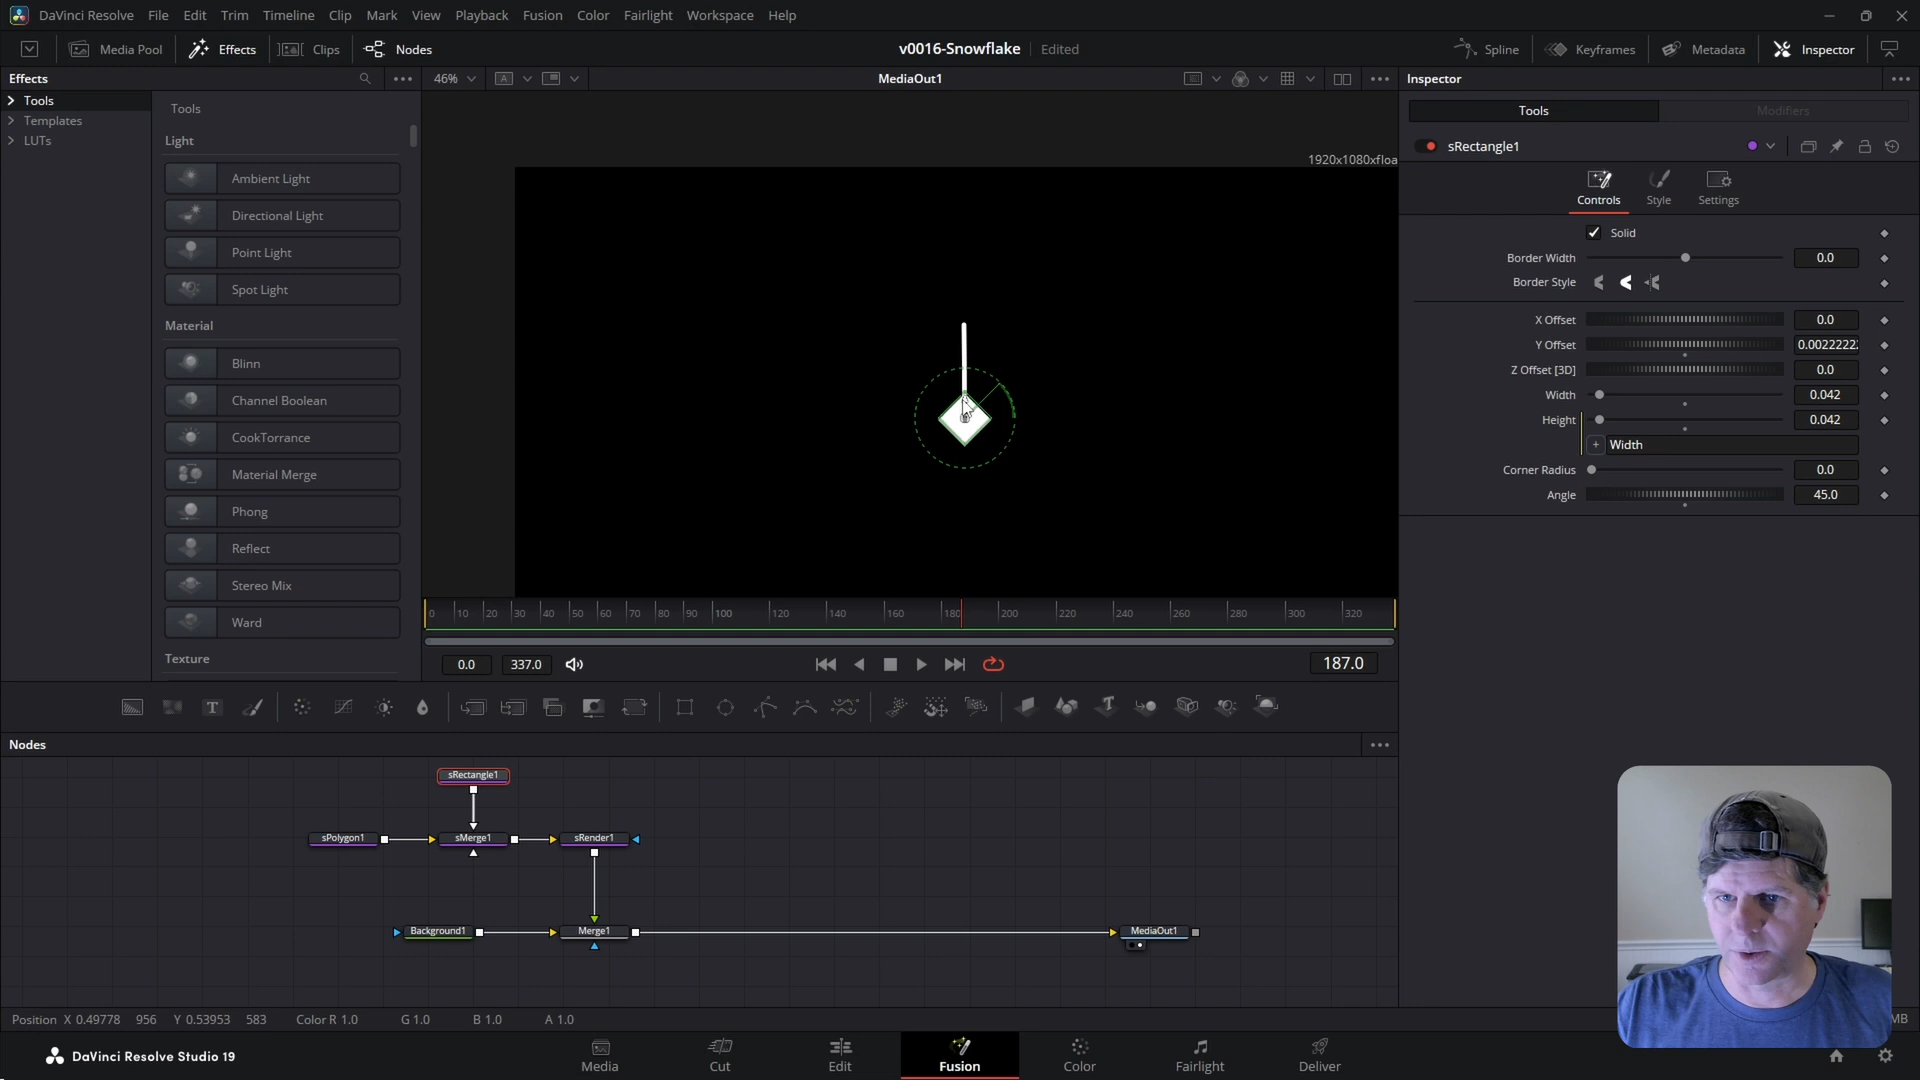 DaVinci Resolve File Edit Trim Timeline Clip Mark View Playback Fusion Color Fairlight Workspace Help
Media Pool Effects Clips Nodes v0016-Snowflake Edited Spline Keyframes Metadata Inspector
Effects 46% A MediaOut1 Inspector
Tools
Templates
LUTs
Tools
Light
Ambient Light
Directional Light
Point Light
Spot Light
Material
Blinn
Channel Boolean
CookTorrance
Material Merge
Phong
Reflect
Stereo Mix
Ward
Texture
1920x1080xfloa
0 10 20 30 40 50 60 70 80 90 100 120 140 160 180 200 220 240 260 280 300 320
0.0 337.0 187.0
Tools Modifiers
sRectangle1
Controls Style Settings
Solid
Border Width 0.0
Border Style
X Offset 0.0
Y Offset 0.0022222
Z Offset [3D] 0.0
Width 0.042
Height 0.042
+ Width
Corner Radius 0.0
Angle 45.0
T
Nodes
sRectangle1
sPolygon1 sMerge1 sRender1
Background1 Merge1 MediaOut1
Position X 0.49778 956 Y 0.53953 583 Color R 1.0 G 1.0 B 1.0 A 1.0 MB
DaVinci Resolve Studio 19 Media Cut Edit Fusion Color Fairlight Deliver